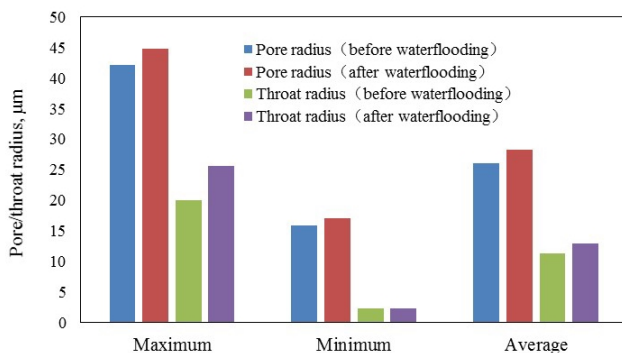 50
45
40
35
30
25
20
15
10
5
0
Pore/throat radius, μm
Pore radius（before waterflooding）
Pore radius（after waterflooding）
Throat radius（before waterflooding）
Throat radius（after waterflooding）
Maximum Minimum Average